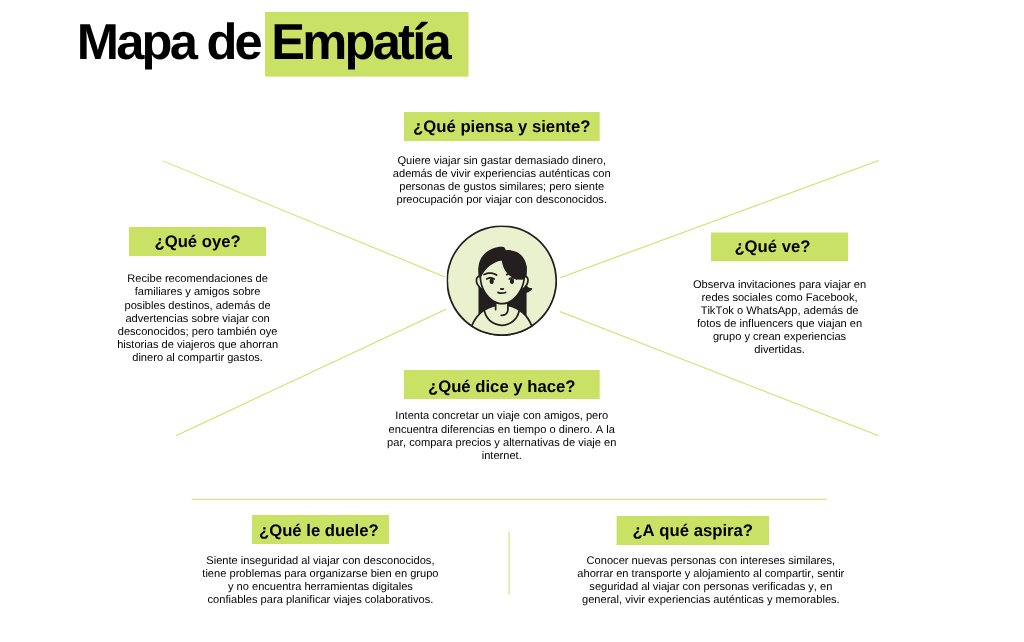 Mapa de Empatía
¿Qué piensa y siente?
Quiere viajar sin gastar demasiado dinero,
además de vivir experiencias auténticas con
personas de gustos similares; pero siente
preocupación por viajar con desconocidos.
¿Qué oye?
Recibe recomendaciones de
familiares y amigos sobre
posibles destinos, además de
advertencias sobre viajar con
desconocidos; pero también oye
historias de viajeros que ahorran
dinero al compartir gastos.
¿Qué ve?
Observa invitaciones para viajar en
redes sociales como Facebook,
TikTok o WhatsApp, además de
fotos de influencers que viajan en
grupo y crean experiencias
divertidas.
¿Qué dice y hace?
Intenta concretar un viaje con amigos, pero
encuentra diferencias en tiempo o dinero. A la
par, compara precios y alternativas de viaje en
internet.
¿Qué le duele?
Siente inseguridad al viajar con desconocidos,
tiene problemas para organizarse bien en grupo
y no encuentra herramientas digitales
confiables para planificar viajes colaborativos.
¿A qué aspira?
Conocer nuevas personas con intereses similares,
ahorrar en transporte y alojamiento al compartir, sentir
seguridad al viajar con personas verificadas y, en
general, vivir experiencias auténticas y memorables.